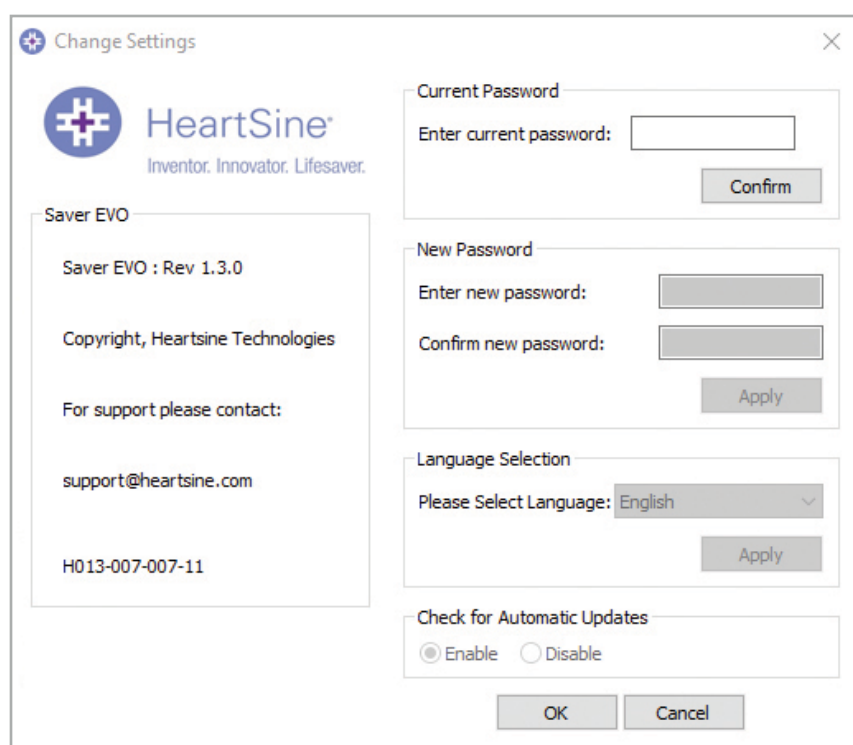 Change Settings
HeartSine
Inventor. Innovator. Lifesaver.
Saver EVO
Saver EVO : Rev 1.3.0
Copyright, Heartsine Technologies
For support please contact:
support@heartsine.com
H013-007-007-11
Current Password
Enter current password:
Confirm
New Password
Enter new password:
Confirm new password:
Apply
Language Selection
Please Select Language: English
Apply
Check for Automatic Updates
Enable Disable
OK Cancel